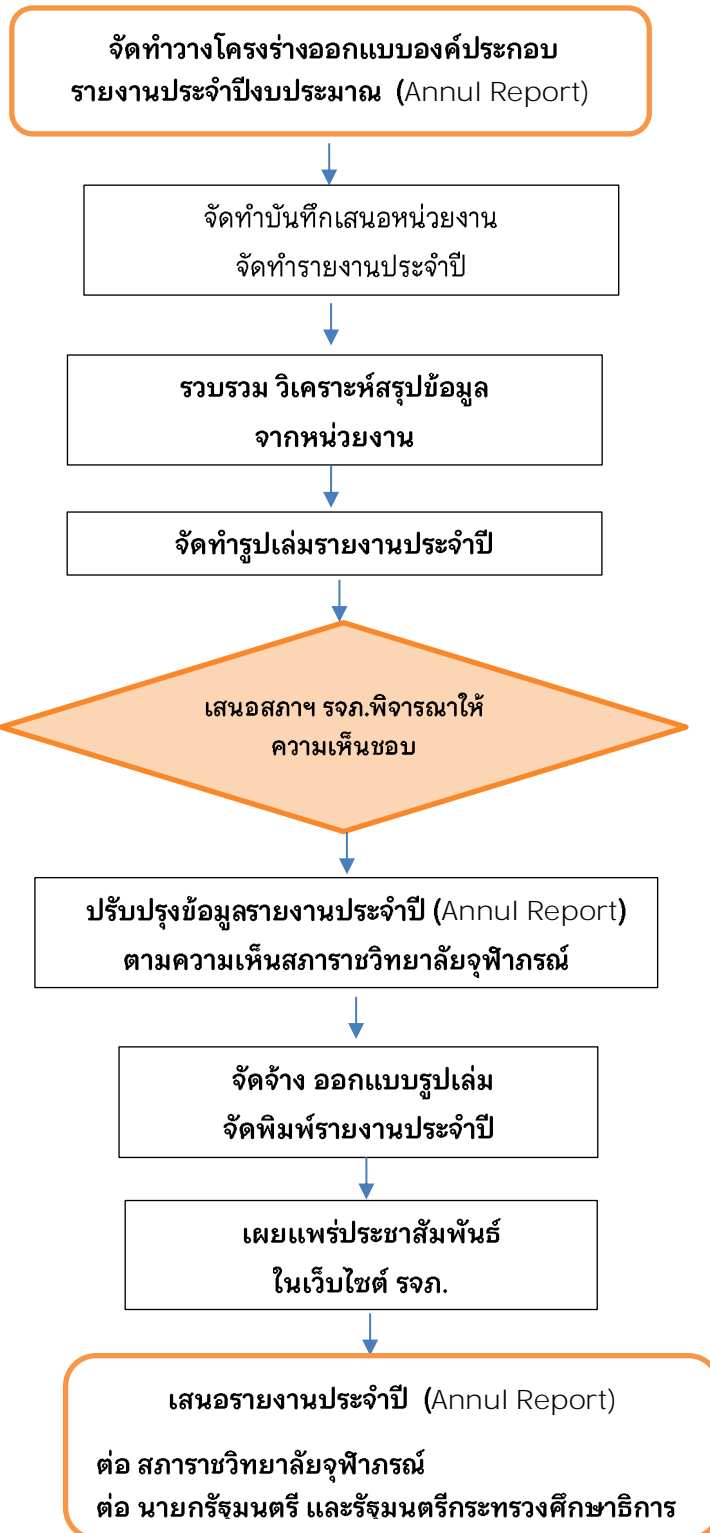 จัดทำวางโครงร่างออกแบบองค์ประกอบ
รายงานประจำปีงบประมาณ (Annul Report)
จัดทำบันทึกเสนอหน่วยงาน
จัดทำรายงานประจำปี
รวบรวม วิเคราะห์สรุปข้อมูล
จากหน่วยงาน
จัดทำรูปเล่มรายงานประจำปี
เสนอสภาฯ รจภ.พิจารณาให้
ความเห็นชอบ
ปรับปรุงข้อมูลรายงานประจำปี (Annul Report)
ตามความเห็นสภาราชวิทยาลัยจุฬาภรณ์
จัดจ้าง ออกแบบรูปเล่ม
จัดพิมพ์รายงานประจำปี
เผยแพร่ประชาสัมพันธ์
ในเว็บไซต์ รจภ.
เสนอรายงานประจำปี (Annul Report)
ต่อ สภาราชวิทยาลัยจุฬาภรณ์
ต่อ นายกรัฐมนตรี และรัฐมนตรีกระทรวงศึกษาธิการ